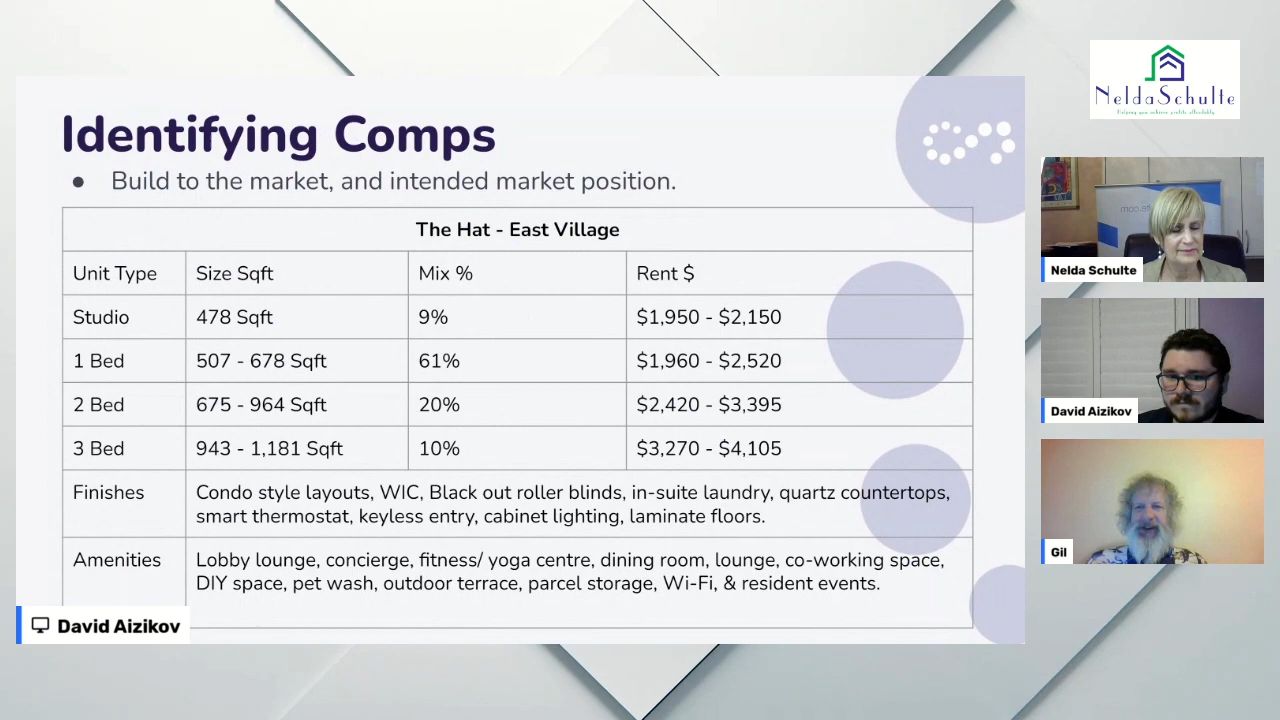 Identifying Comps
● Build to the market, and intended market position.
The Hat - East Village
Unit Type Size Sqft Mix % Rent $
Studio 478 Sqft 9% $1,950 - $2,150
1 Bed 507 - 678 Sqft 61% $1,960 - $2,520
2 Bed 675 - 964 Sqft 20% $2,420 - $3,395
3 Bed 943 - 1,181 Sqft 10% $3,270 - $4,105
Finishes Condo style layouts, WIC, Black out roller blinds, in-suite laundry, quartz countertops,
smart thermostat, keyless entry, cabinet lighting, laminate floors.
Amenities Lobby lounge, concierge, fitness/ yoga centre, dining room, lounge, co-working space,
DIY space, pet wash, outdoor terrace, parcel storage, Wi-Fi, & resident events.
David Aizikov
NeldaSchulte
Helping you achieve profits affordably
Nelda Schulte
David Aizikov
Gil